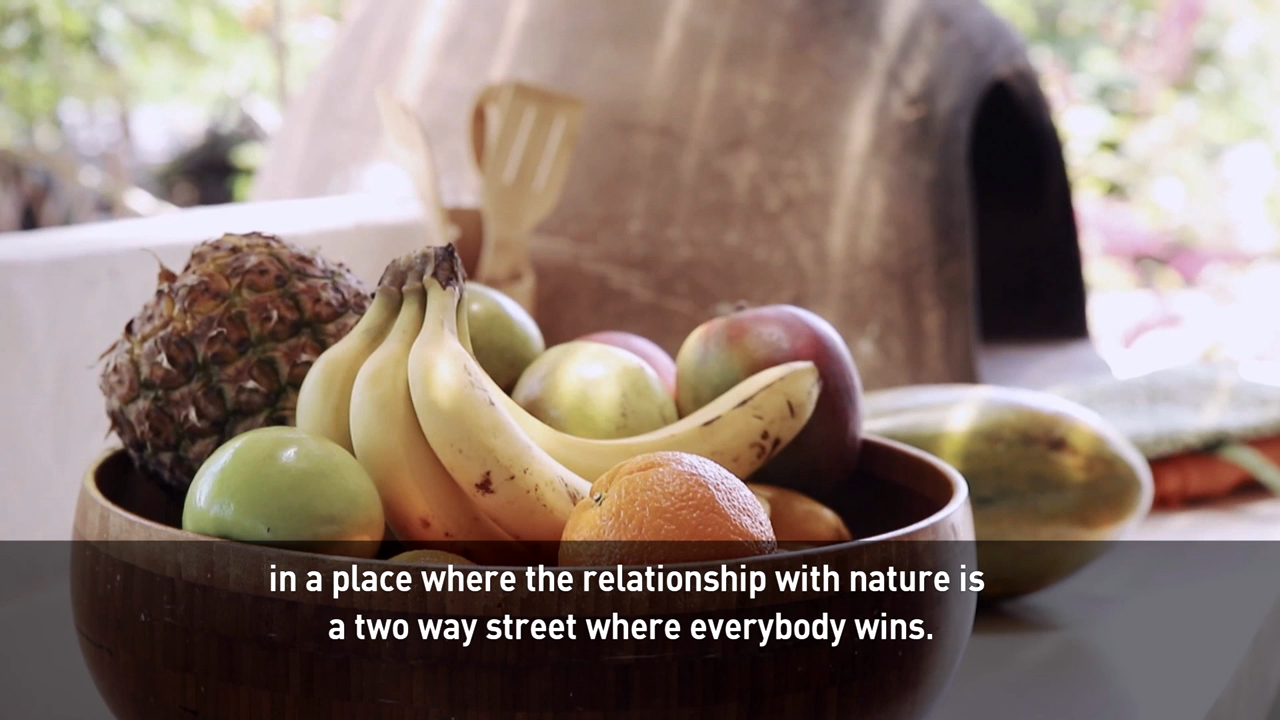 in a place where the relationship with nature is
a two way street where everybody wins.